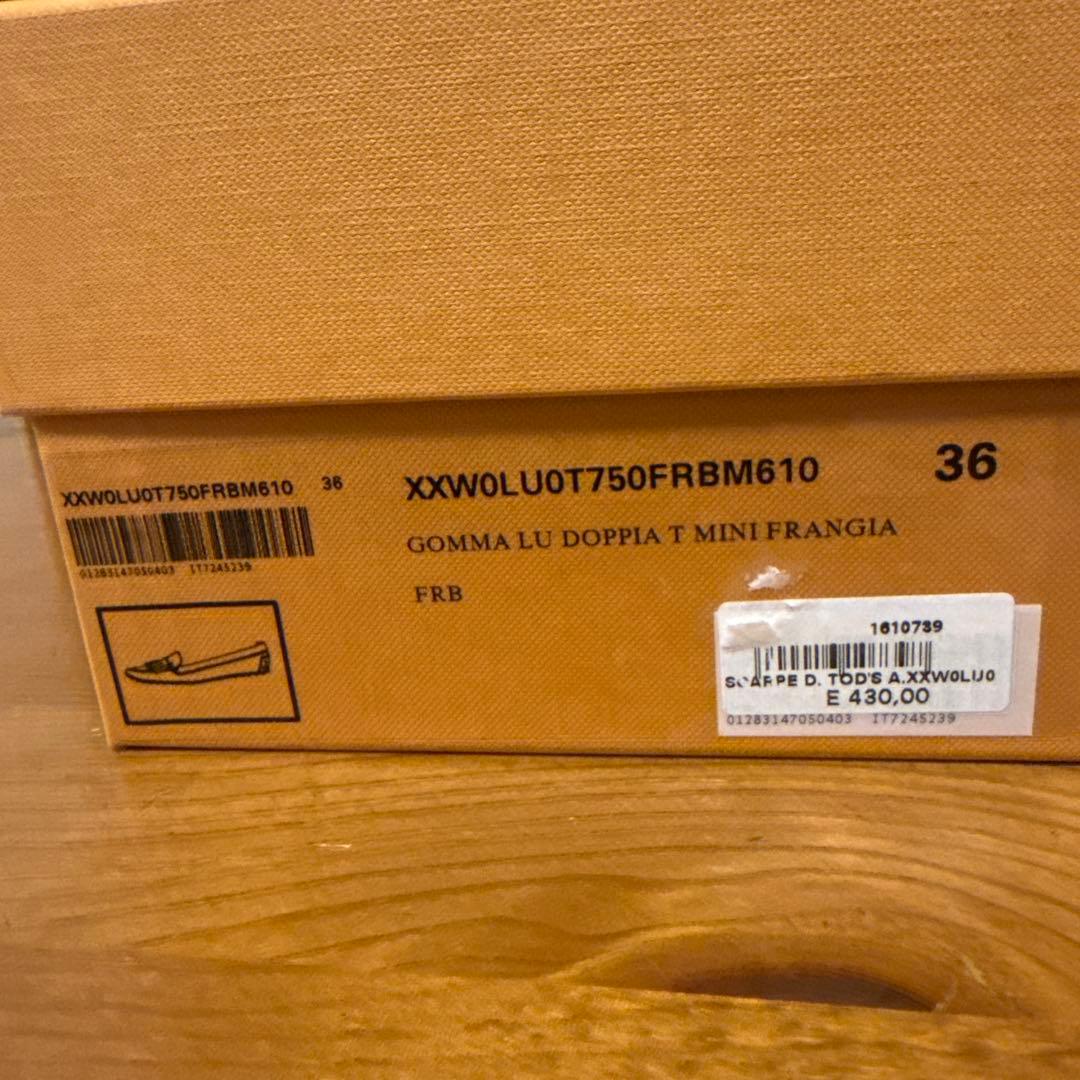 XXW0LU0T750FRBM610 36
01283147050403 IT7245239
XXW0LU0T750FRBM610 36
GOMMA LU DOPPIA T MINI FRANGIA
FRB
1610739
SCARPE D. TOD'S A.XXW0LU0
E 430,00
01283147050403 IT7245239